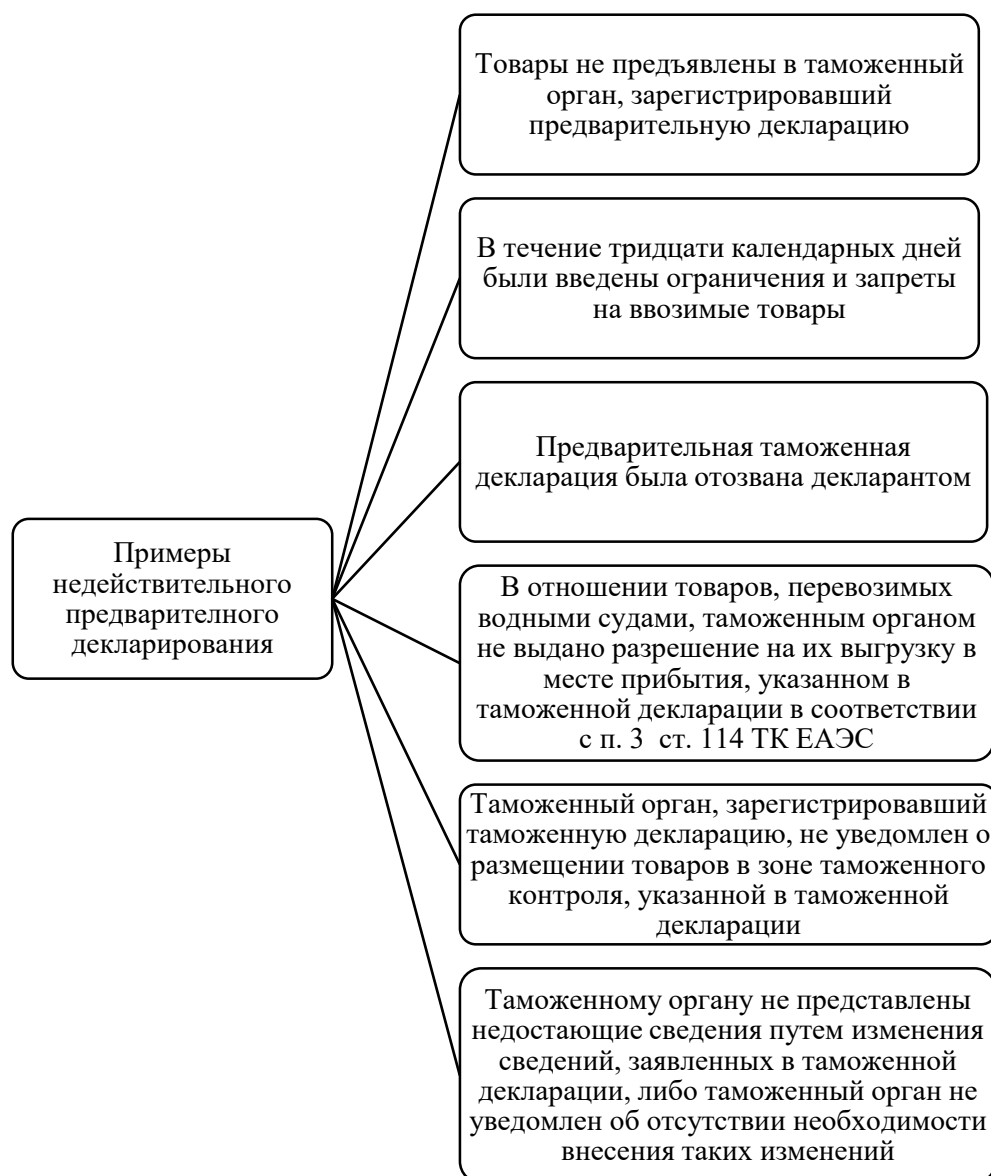 Товары не предъявлены в таможенный
орган, зарегистрировавший
предварительную декларацию
В течение тридцати календарных дней
были введены ограничения и запреты
на ввозимые товары
Предварительная таможенная
декларация была отозвана декларантом
Примеры
недействительного
предварителного
декларирования
В отношении товаров, перевозимых
водными судами, таможенным органом
не выдано разрешение на их выгрузку в
месте прибытия, указанном в
таможенной декларации в соответствии
с п. 3 ст. 114 ТК ЕАЭС
Таможенный орган, зарегистрировавший
таможенную декларацию, не уведомлен о
размещении товаров в зоне таможенного
контроля, указанной в таможенной
декларации
Таможенному органу не представлены
недостающие сведения путем изменения
сведений, заявленных в таможенной
декларации, либо таможенный орган не
уведомлен об отсутствии необходимости
внесения таких изменений